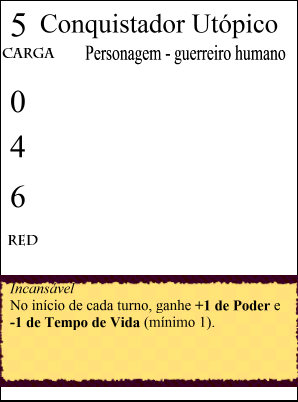 5 Conquistador Utópico
CARGA Personagem - guerreiro humano
0
4
6
RED
Incansável
No início de cada turno, ganhe +1 de Poder e
-1 de Tempo de Vida (mínimo 1).